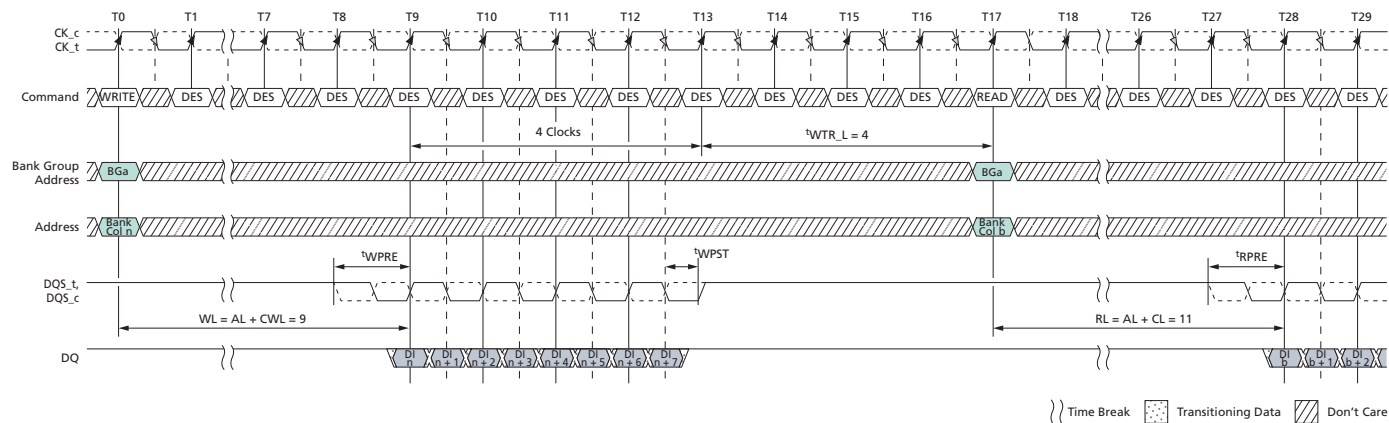 T0 T1 T7 T8 T9 T10 T11 T12 T13 T14 T15 T16 T17 T18 T26 T27 T28 T29
CK_c
CK_t
Command WRITE DES DES DES DES DES DES DES DES DES DES DES READ DES DES DES DES DES
4 Clocks tWTR_L = 4
Bank Group
Address BGa BGa
Address Bank
Col n Bank
Col b
tWPRE tWPST tRPRE
DQS_t,
DQS_c
WL = AL + CWL = 9 RL = AL + CL = 11
DQ DI
n DI
n + 1 DI
n + 2 DI
n + 3 DI
n + 4 DI
n + 5 DI
n + 6 DI
n + 7 DI
b DI
b + 1 DI
b + 2
Time Break Transitioning Data Don't Care